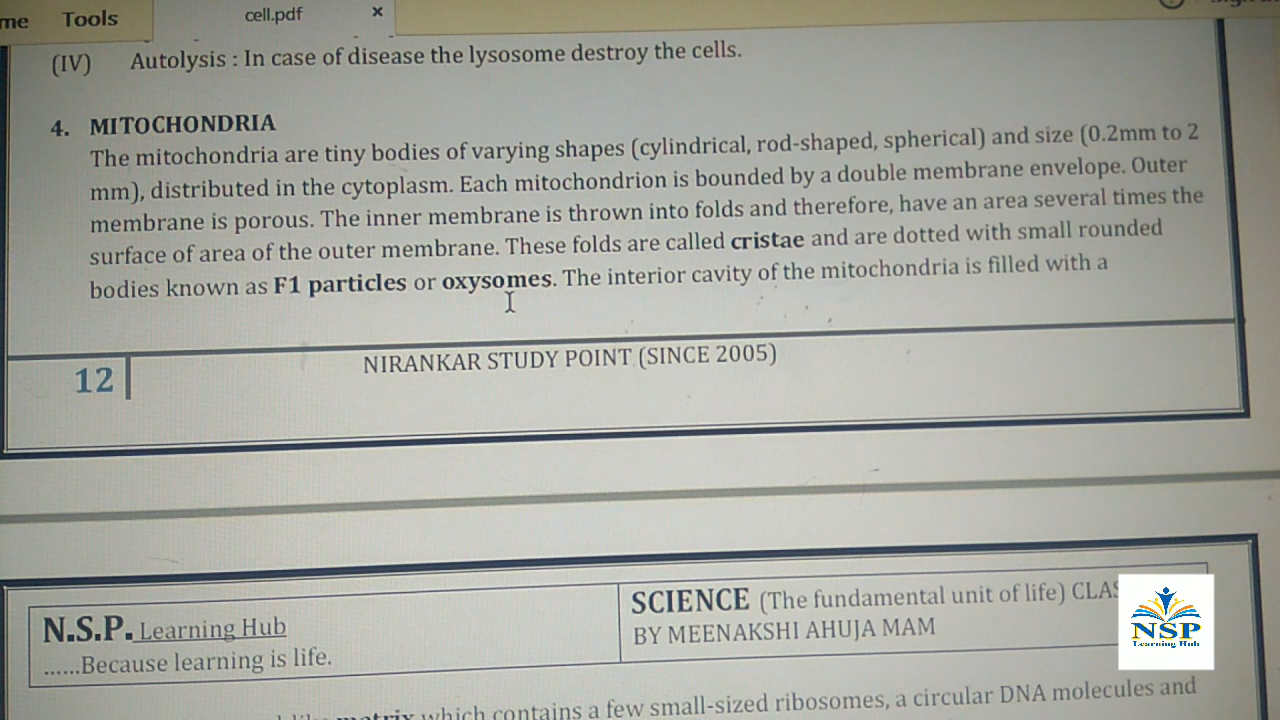 me Tools cell.pdf ×
(IV) Autolysis : In case of disease the lysosome destroy the cells.
4. MITOCHONDRIA
The mitochondria are tiny bodies of varying shapes (cylindrical, rod-shaped, spherical) and size (0.2mm to 2
mm), distributed in the cytoplasm. Each mitochondrion is bounded by a double membrane envelope. Outer
membrane is porous. The inner membrane is thrown into folds and therefore, have an area several times the
surface of area of the outer membrane. These folds are called cristae and are dotted with small rounded
bodies known as F1 particles or oxysomes. The interior cavity of the mitochondria is filled with a
12 NIRANKAR STUDY POINT (SINCE 2005)
N.S.P. Learning Hub
......Because learning is life.
SCIENCE (The fundamental unit of life) CLAS
BY MEENAKSHI AHUJA MAM
NSP
Learning Hub
matrix which contains a few small-sized ribosomes, a circular DNA molecules and